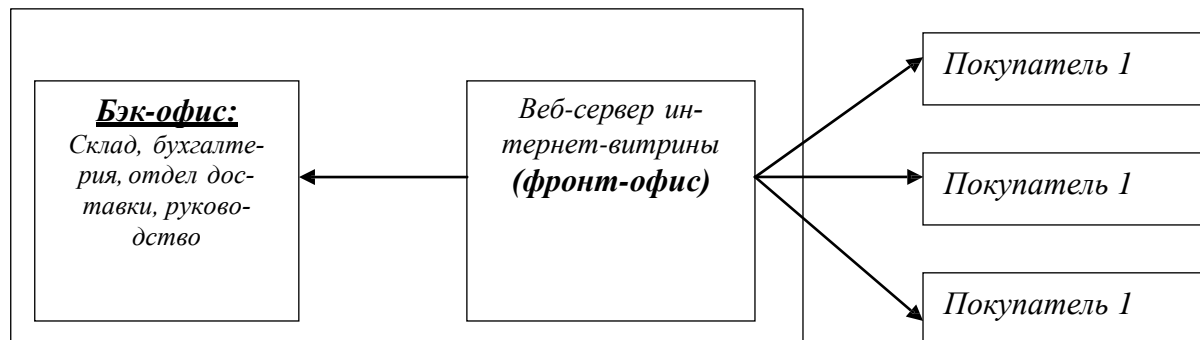 Бэк-офис:
Склад, бухгалте-
рия, отдел дос-
тавки, руково-
дство
Веб-сервер ин-
тернет-витрины
(фронт-офис)
Покупатель 1
Покупатель 1
Покупатель 1